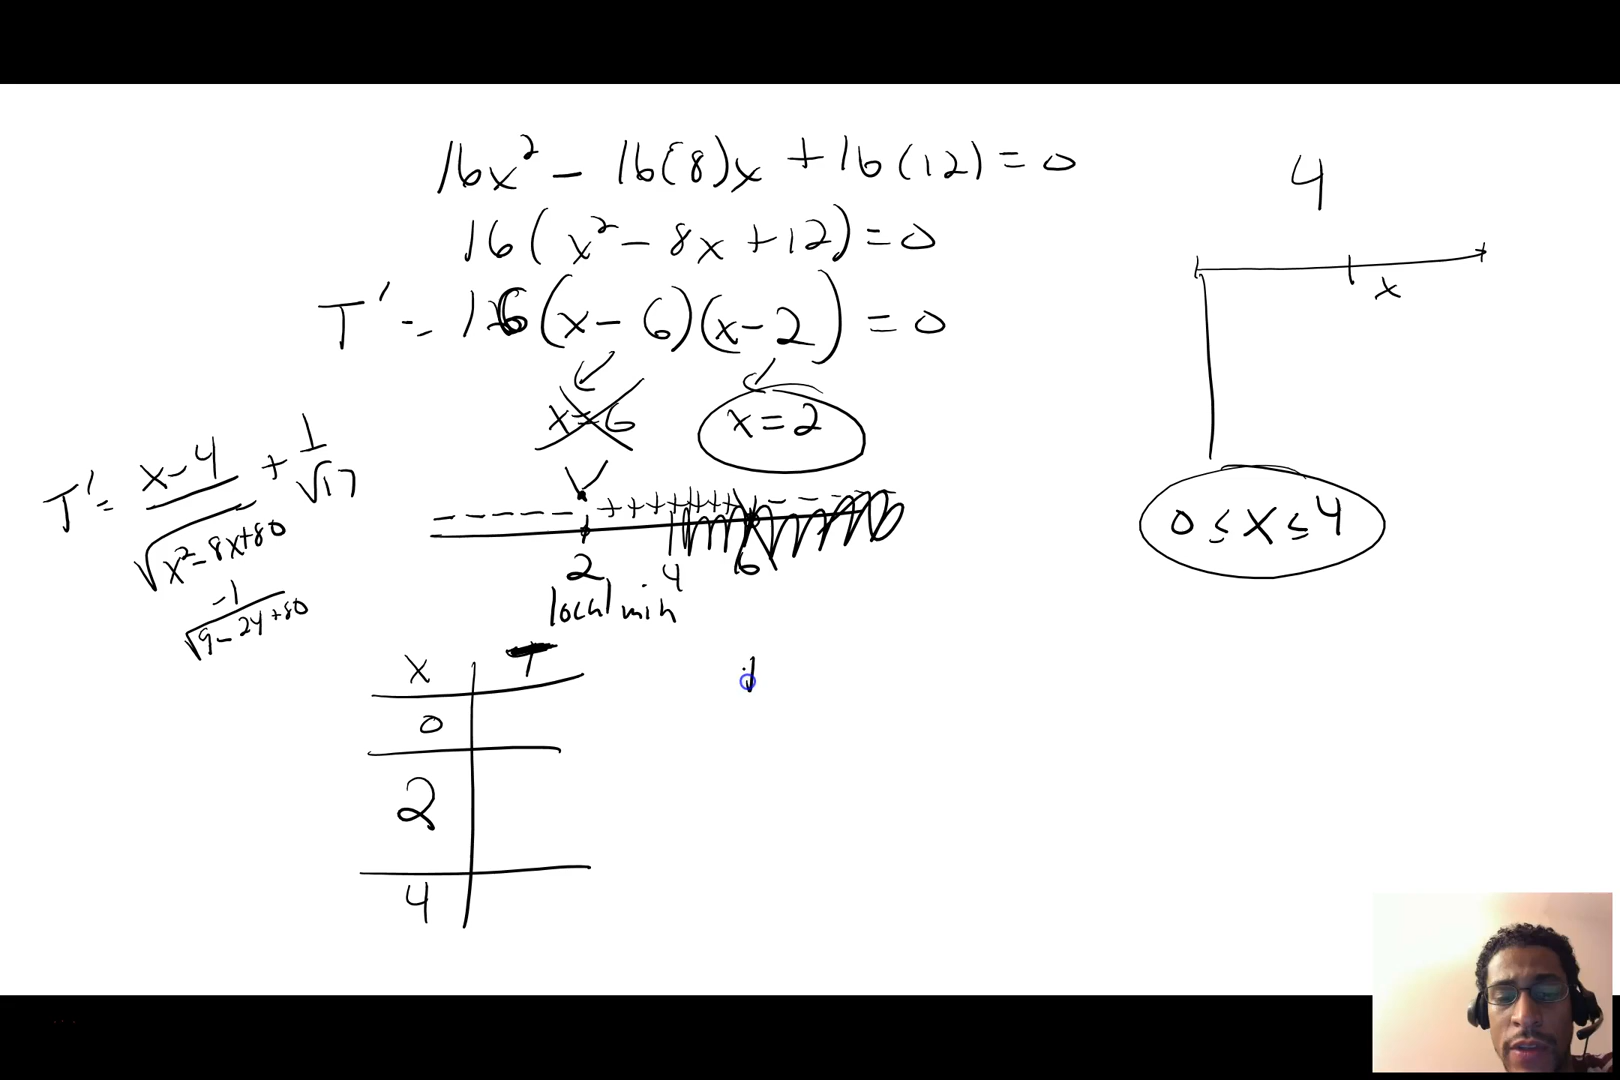 16x² - 16(8)x + 16(12) = 0
16(x² - 8x + 12) = 0
T' = 16(x - 6)(x - 2) = 0
x = 6
x = 2
T' = x-4/√x²-8x+80 + 1/√17
-1/√9-24+80
- - - - - - + + + + + + + - - - -
2 4 6
local min
x T
0
2
4
4
x
0 ≤ x ≤ 4